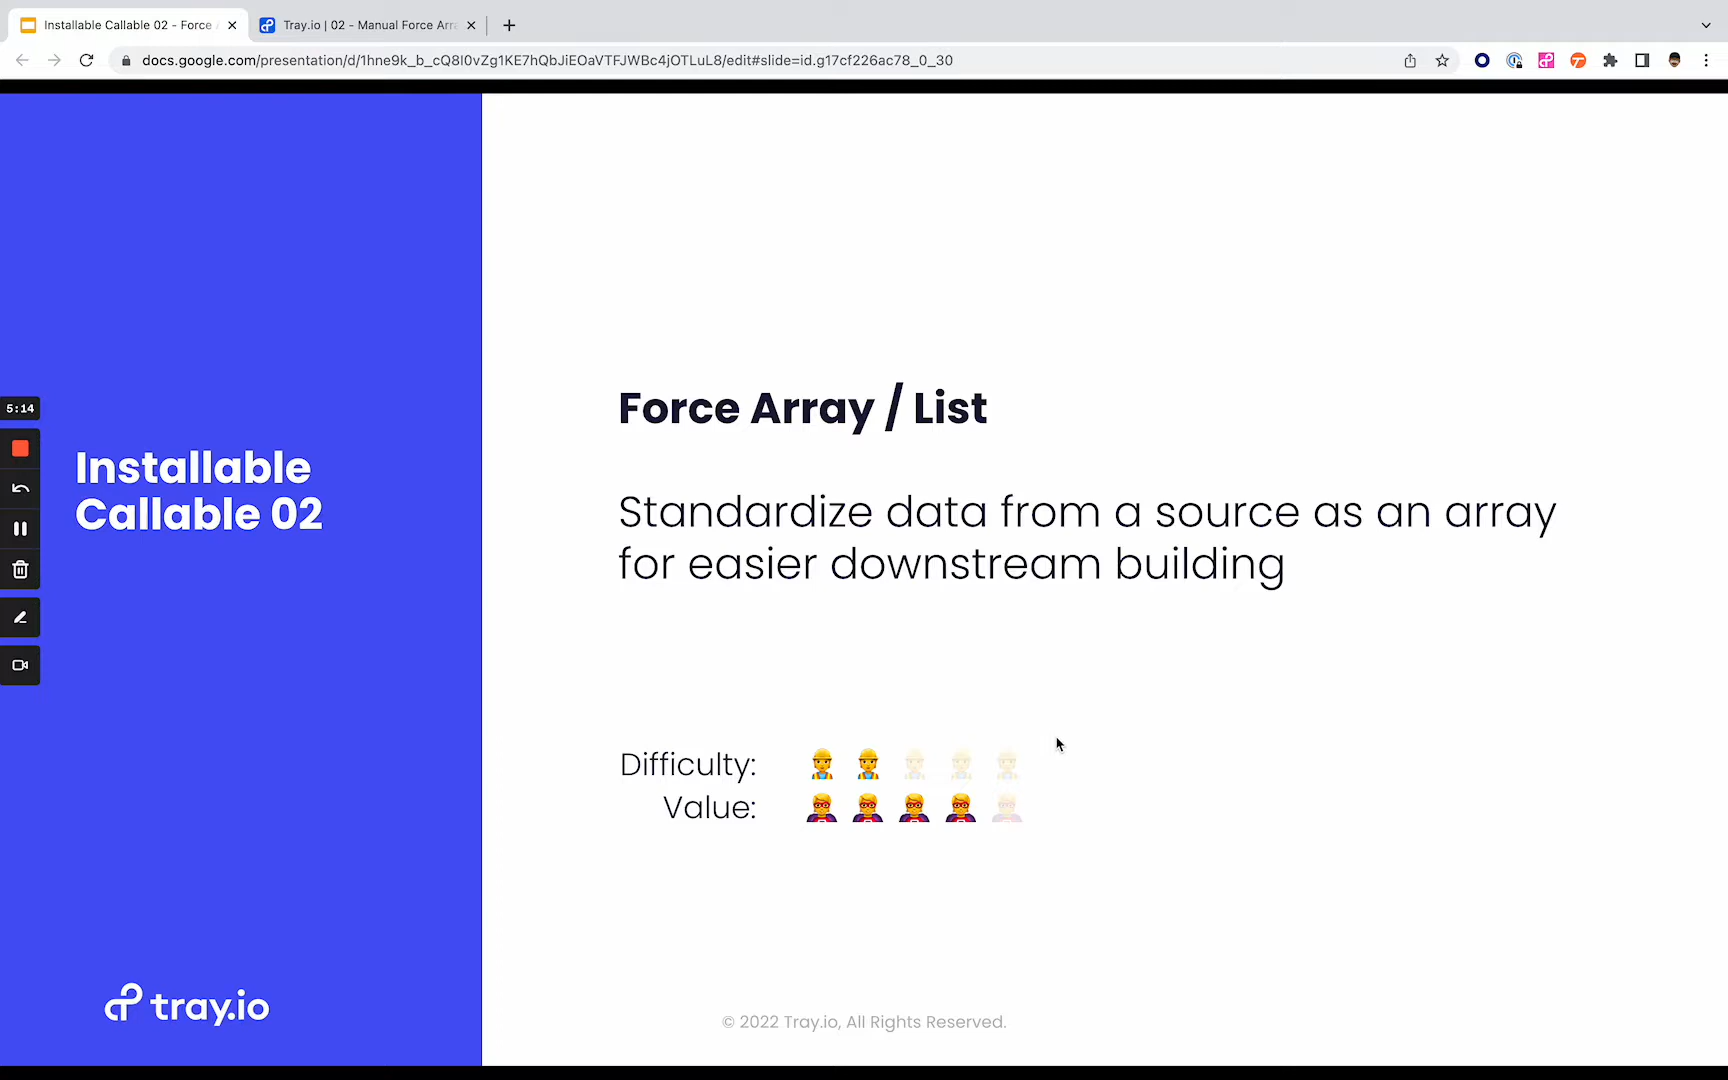 Installable Callable 02 - Force
Tray.io | 02 - Manual Force Arra
docs.google.com/presentation/d/1hne9k_b_cQ8I0vZg1KE7hQbJiEOaVTFJWBc4jOTLuL8/edit#slide=id.g17cf226ac78_0_30
5:14
Installable
Callable 02
Force Array / List
Standardize data from a source as an array
for easier downstream building
Difficulty:
Value:
tray.io
© 2022 Tray.io, All Rights Reserved.